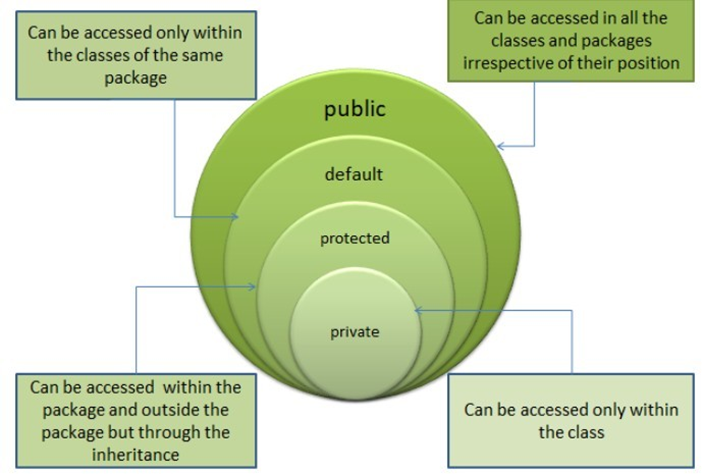 Can be accessed only within
the classes of the same
package
Can be accessed in all the
classes and packages
irrespective of their position
public
default
protected
private
Can be accessed within the
package and outside the
package but through the
inheritance
Can be accessed only within
the class